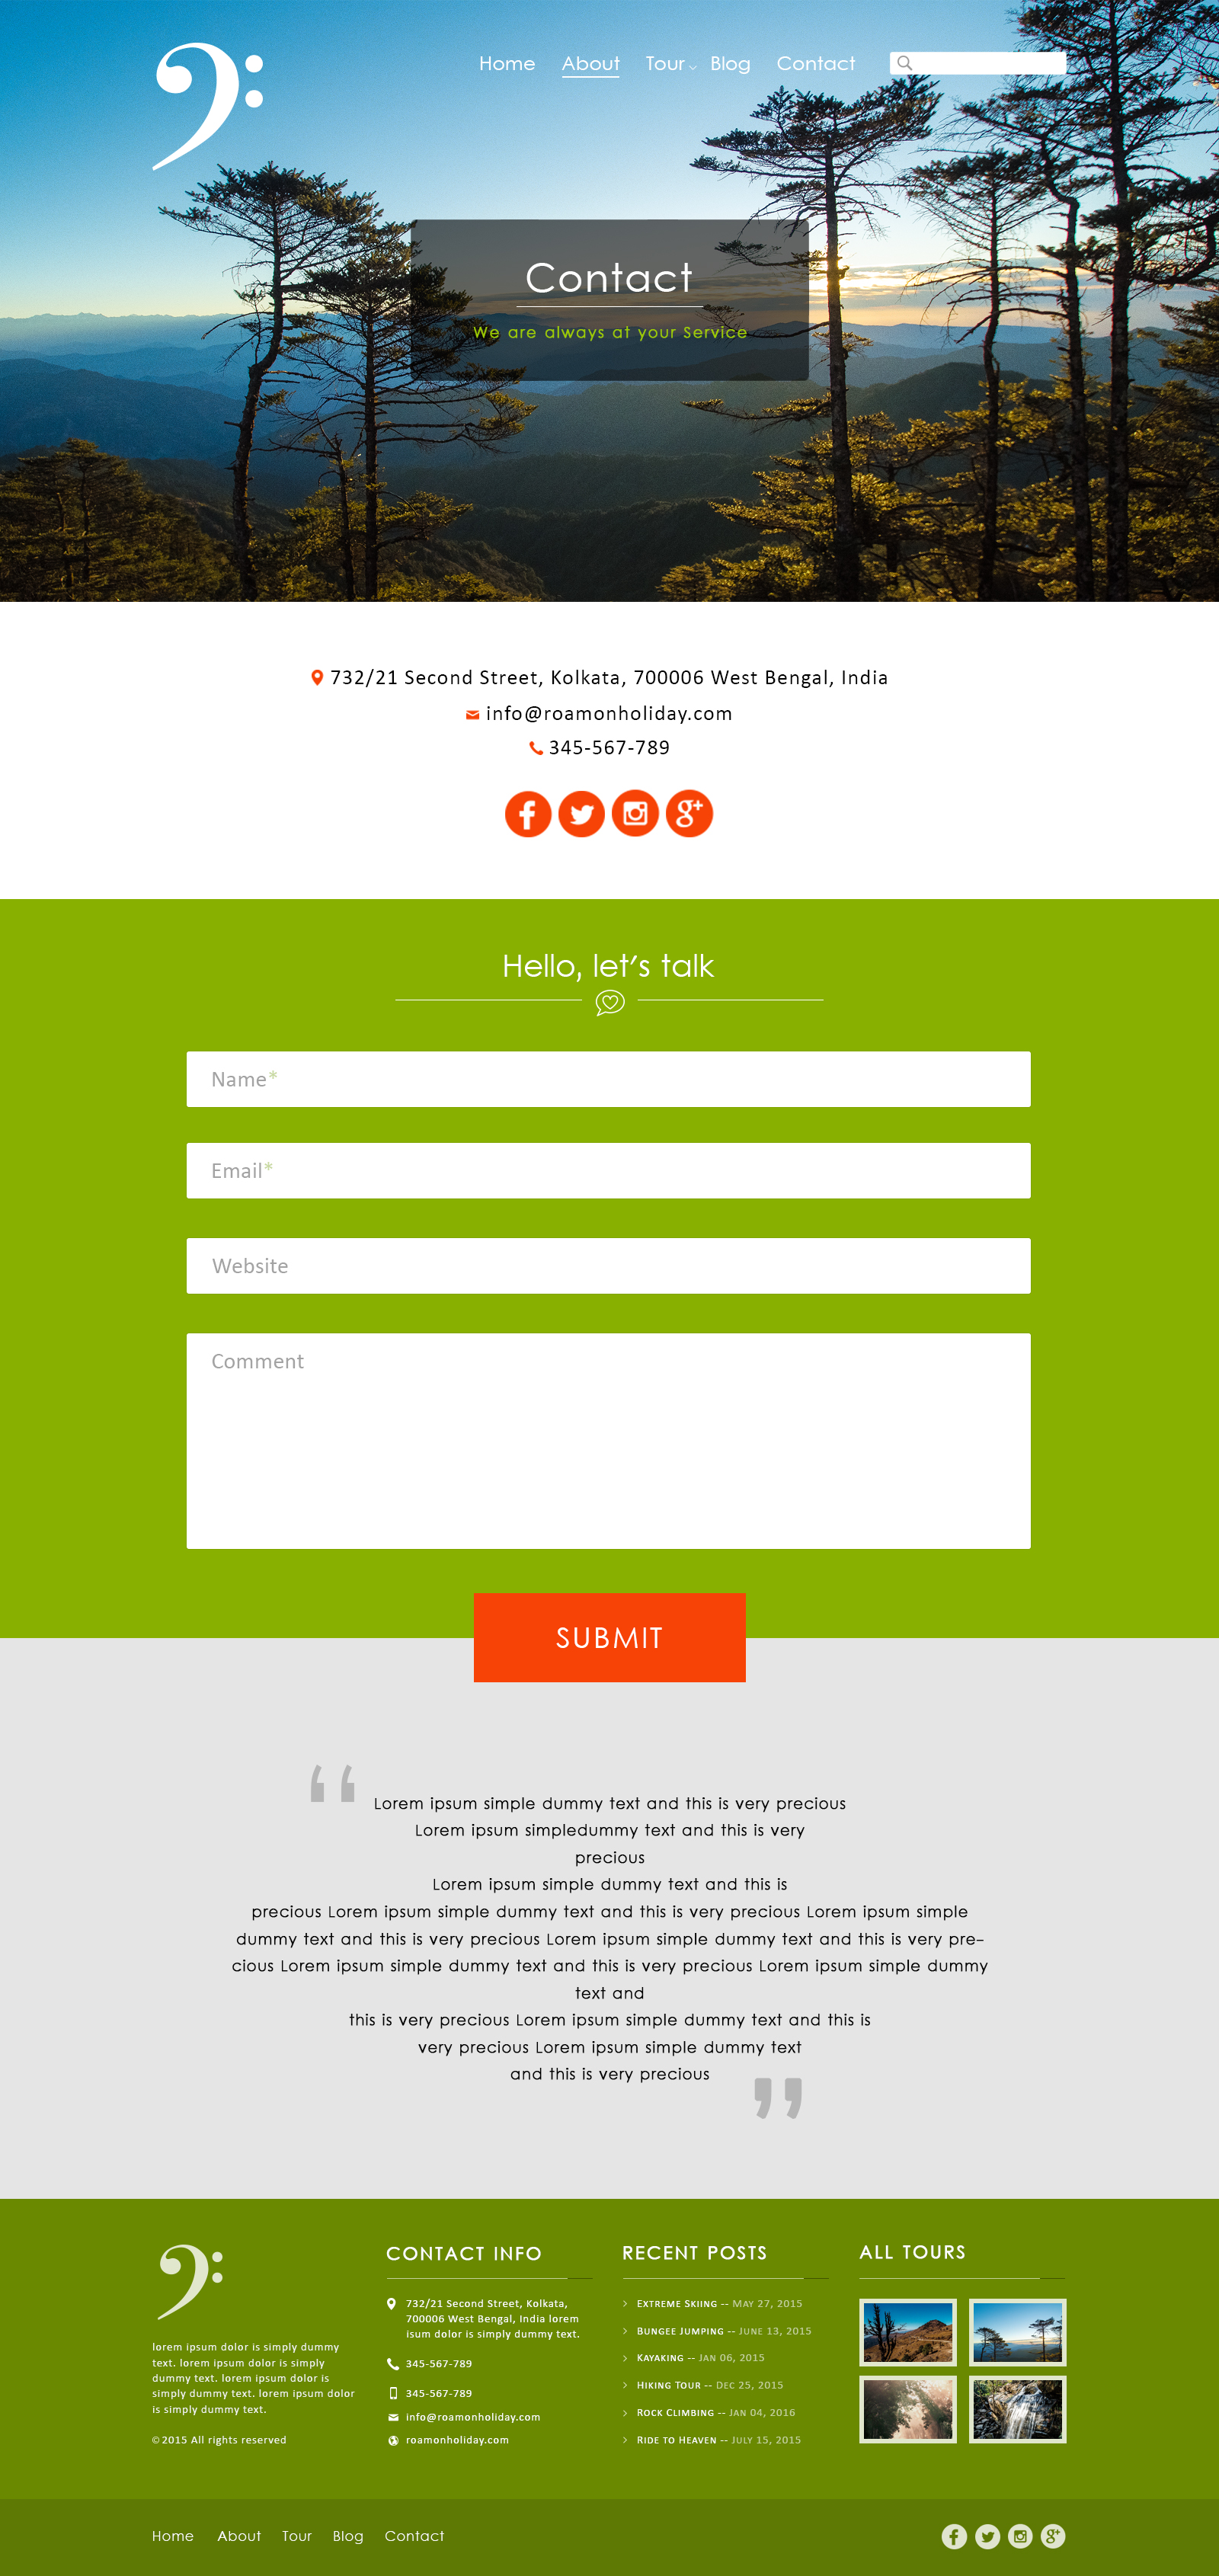 Home About Tour Blog Contact
Contact
We are always at your Service
732/21 Second Street, Kolkata, 700006 West Bengal, India
info@roamonholiday.com
345-567-789
Hello, let's talk
Name*
Email*
Website
Comment
SUBMIT
“
Lorem ipsum simple dummy text and this is very precious
Lorem ipsum simpledummy text and this is very
precious
Lorem ipsum simple dummy text and this is
precious Lorem ipsum simple dummy text and this is very precious Lorem ipsum simple
dummy text and this is very precious Lorem ipsum simple dummy text and this is very pre-
cious Lorem ipsum simple dummy text and this is very precious Lorem ipsum simple dummy
text and
this is very precious Lorem ipsum simple dummy text and this is
very precious Lorem ipsum simple dummy text
and this is very precious
”
lorem ipsum dolor is simply dummy
text. lorem ipsum dolor is simply
dummy text. lorem ipsum dolor is
simply dummy text. lorem ipsum dolor
is simply dummy text.
©2015 All rights reserved
CONTACT INFO
732/21 Second Street, Kolkata,
700006 West Bengal, India lorem
isum dolor is simply dummy text.
345-567-789
345-567-789
info@roamonholiday.com
roamonholiday.com
RECENT POSTS
EXTREME SKIING -- MAY 27, 2015
BUNGEE JUMPING -- JUNE 13, 2015
KAYAKING -- JAN 06, 2015
HIKING TOUR -- DEC 25, 2015
ROCK CLIMBING -- JAN 04, 2016
RIDE TO HEAVEN -- JULY 15, 2015
ALL TOURS
Home About Tour Blog Contact